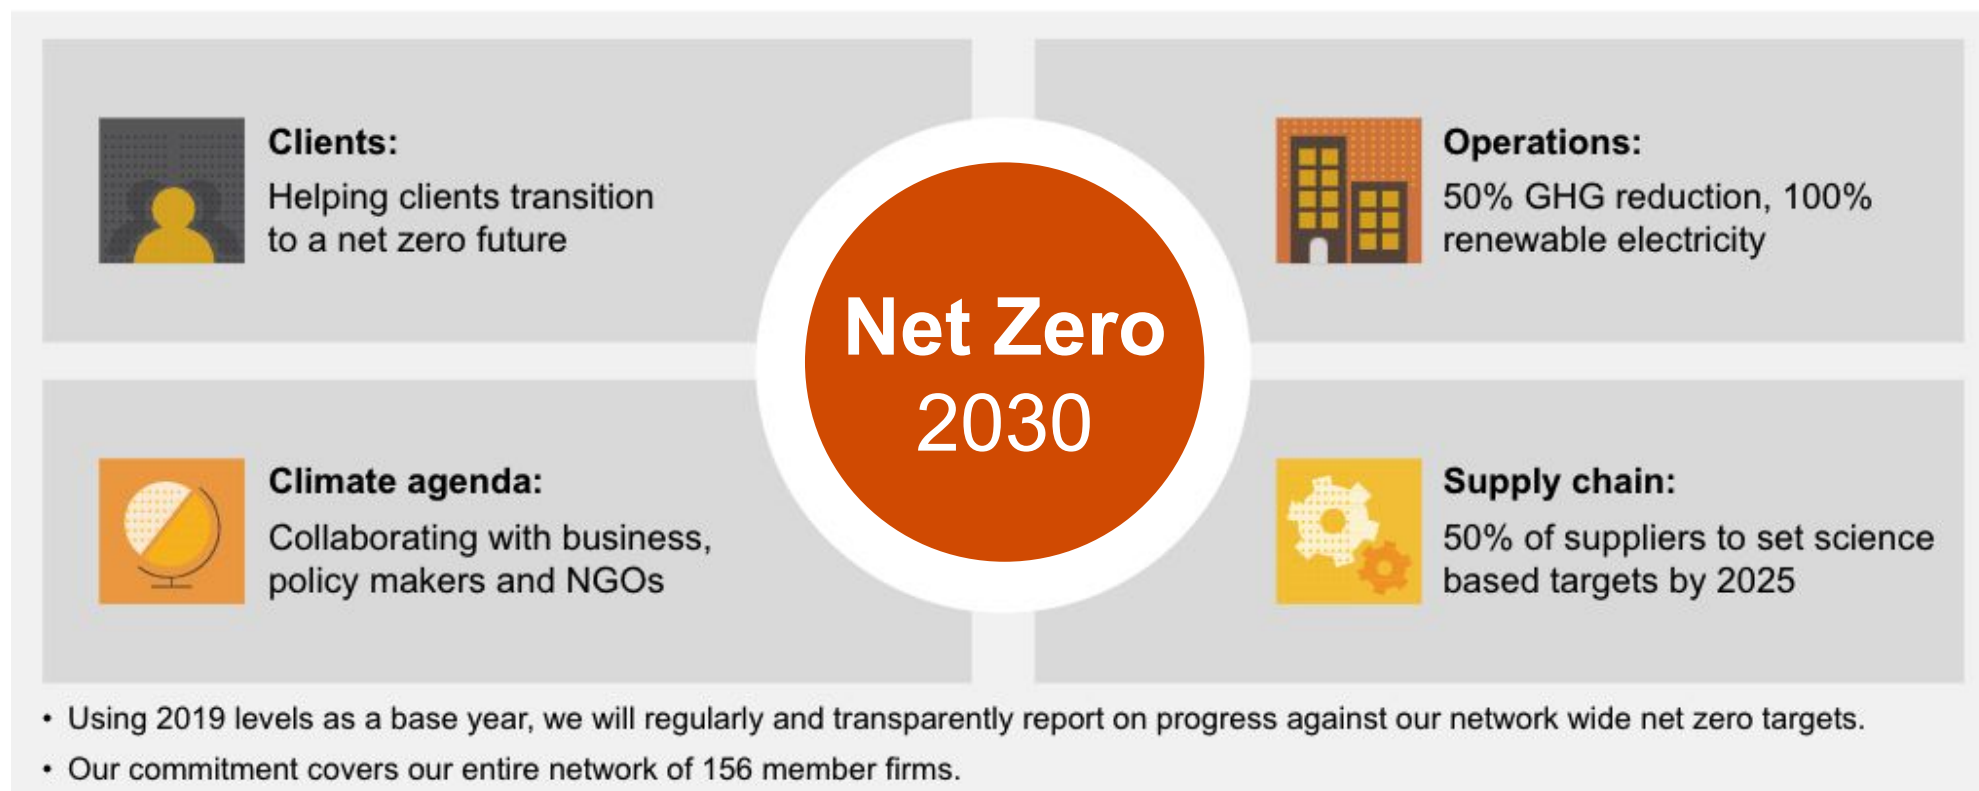 Clients:
Helping clients transition
to a net zero future
Operations:
50% GHG reduction, 100%
renewable electricity
Net Zero
2030
Climate agenda:
Collaborating with business,
policy makers and NGOs
Supply chain:
50% of suppliers to set science
based targets by 2025
• Using 2019 levels as a base year, we will regularly and transparently report on progress against our network wide net zero targets.
• Our commitment covers our entire network of 156 member firms.